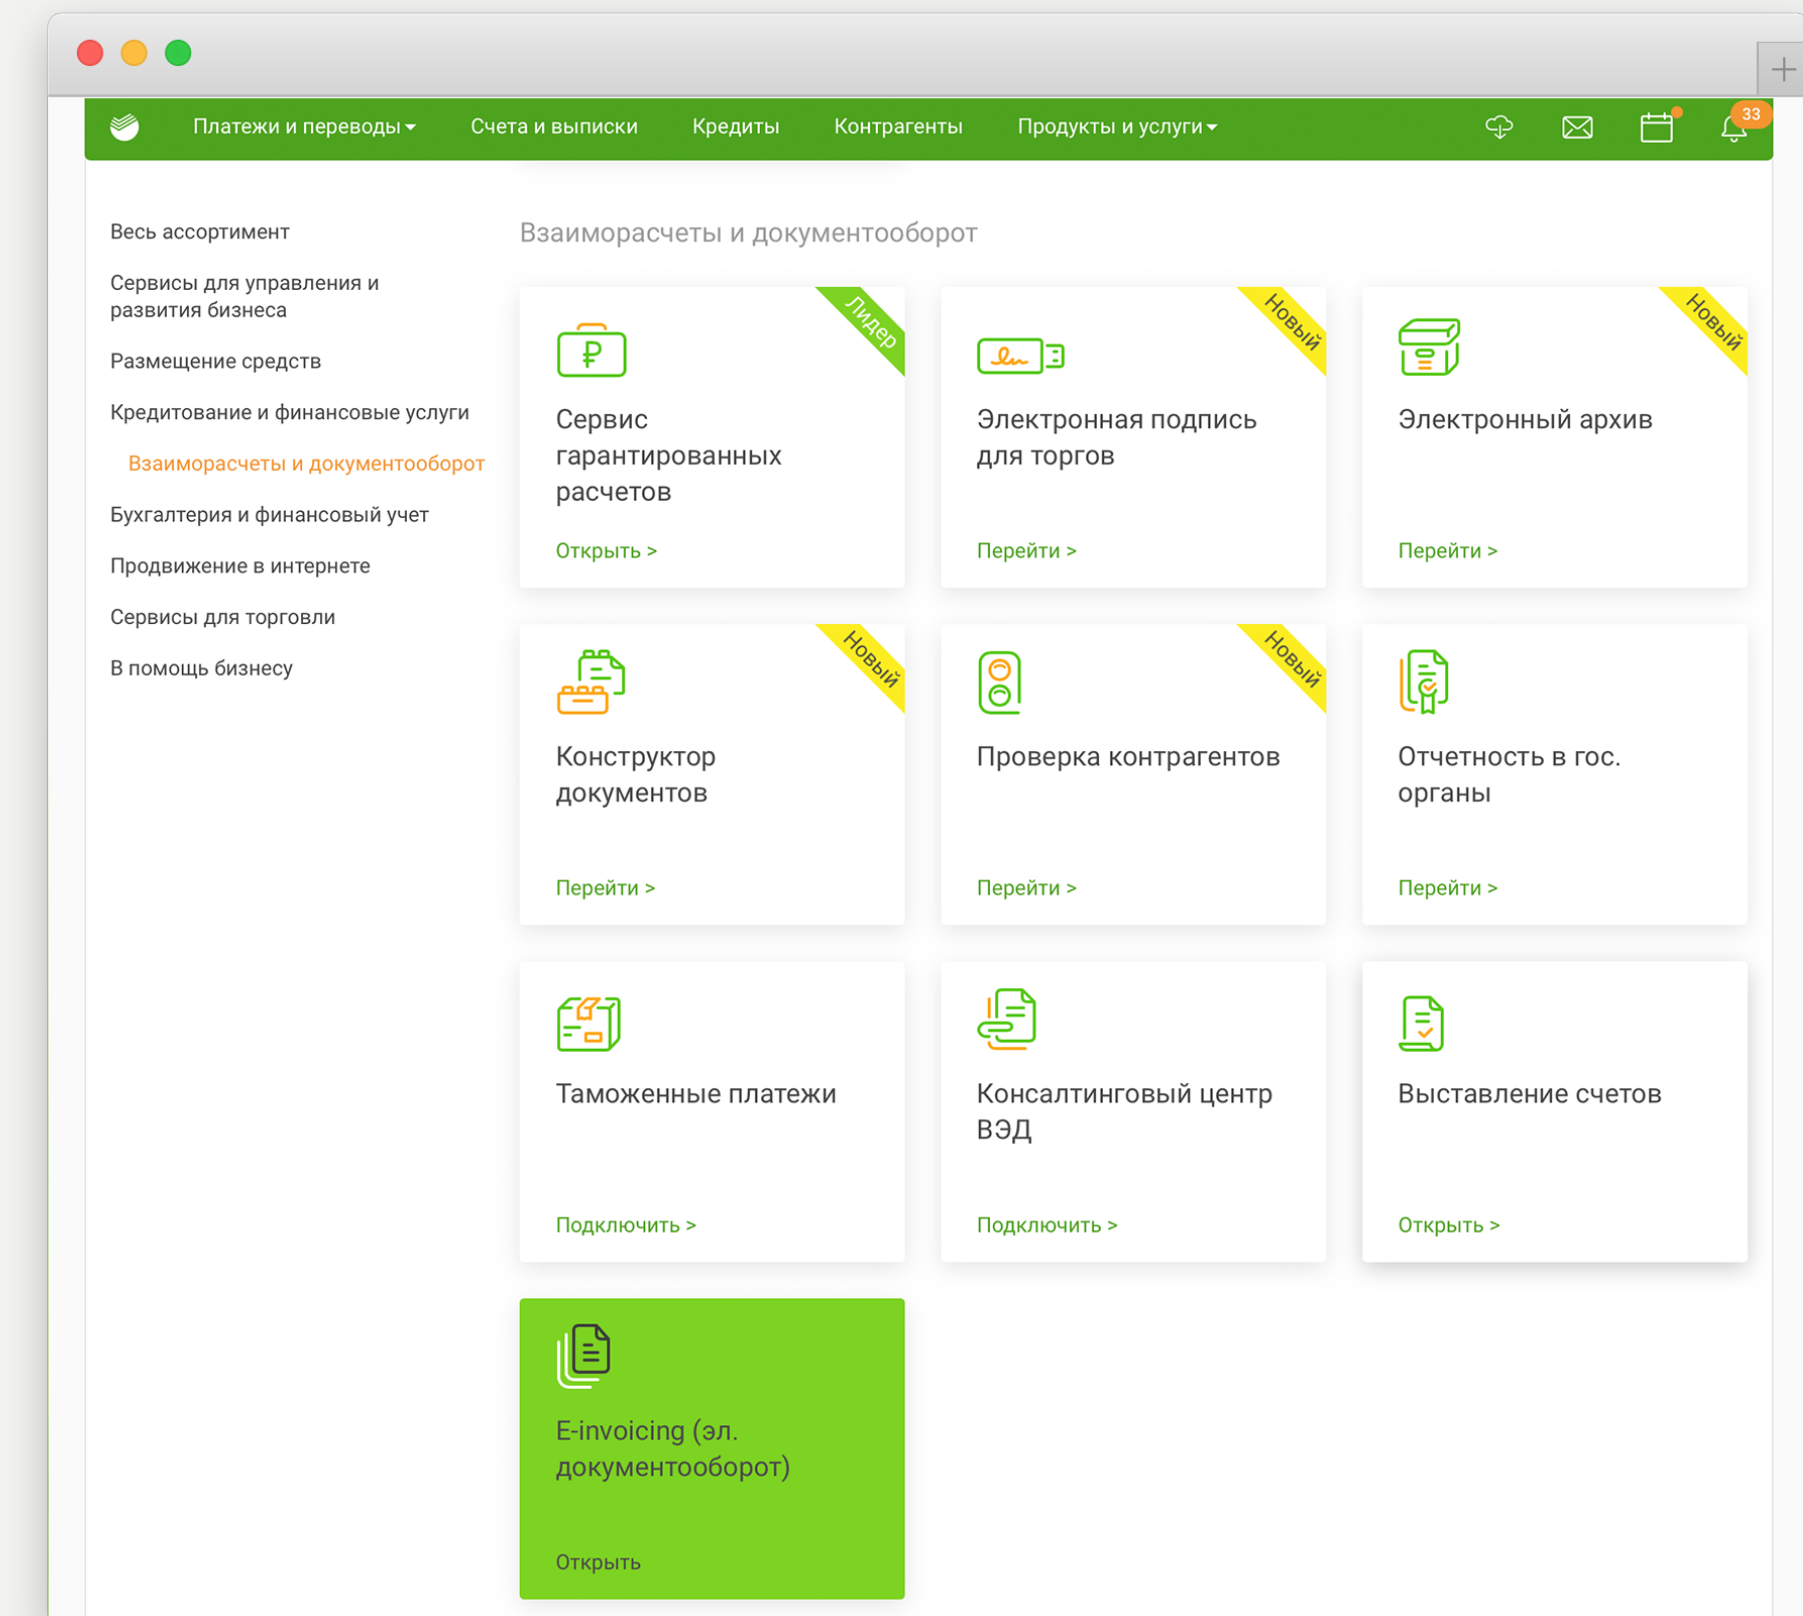 Платежи и переводы
Счета и выписки
Кредиты
Контрагенты
Продукты и услуги
33
Весь ассортимент
Сервисы для управления и
развития бизнеса
Размещение средств
Кредитование и финансовые услуги
Взаиморасчеты и документооборот
Бухгалтерия и финансовый учет
Продвижение в интернете
Сервисы для торговли
В помощь бизнесу
Взаиморасчеты и документооборот
Лидер
Сервис
гарантированных
расчетов
Открыть >
Новый
Электронная подпись
для торгов
Перейти >
Новый
Электронный архив
Перейти >
Новый
Конструктор
документов
Перейти >
Новый
Проверка контрагентов
Перейти >
Отчетность в гос.
органы
Перейти >
Таможенные платежи
Подключить >
Консалтинговый центр
ВЭД
Подключить >
Выставление счетов
Открыть >
E-invoicing (эл.
документооборот)
Открыть